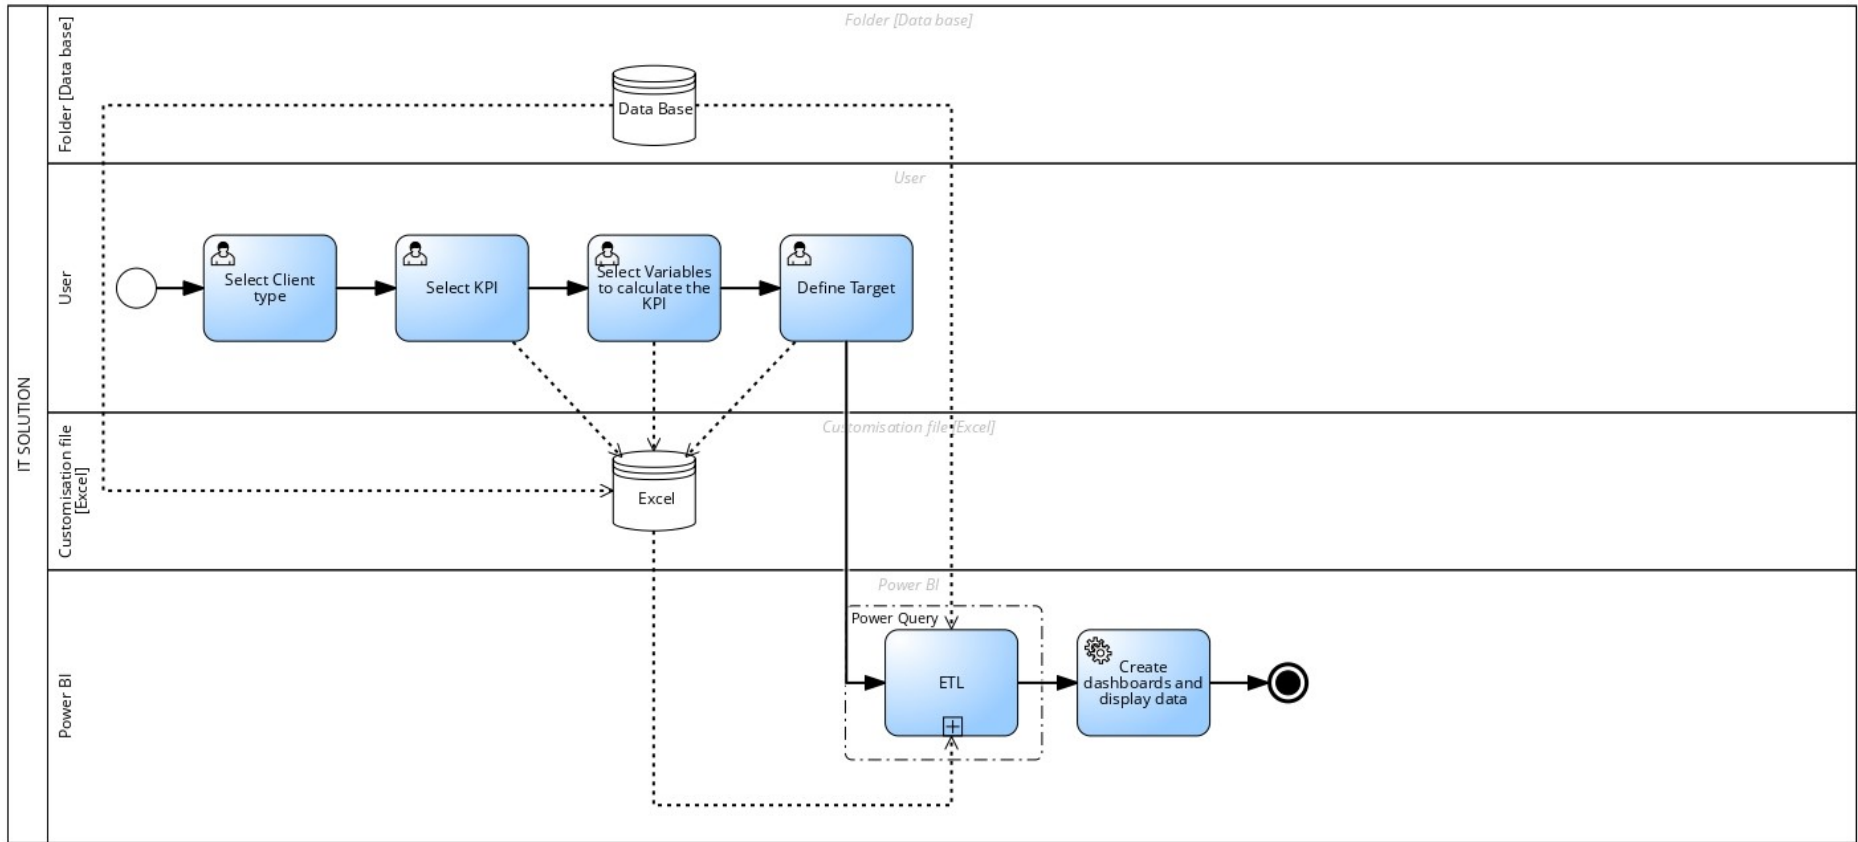 IT SOLUTION
Folder [Data base]
Folder [Data base]
Data Base
User
User
Select Client
type
Select KPI
Select Variables
to calculate the
KPI
Define Target
Customisation file
[Excel]
Customisation file [Excel]
Excel
Power BI
Power BI
Power Query
ETL
Create
dashboards and
display data